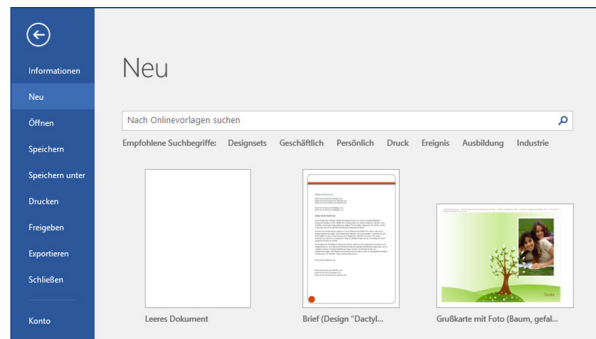 Informationen
Neu
Öffnen
Speichern
Speichern unter
Drucken
Freigeben
Exportieren
Schließen
Konto
Neu
Nach Onlinevorlagen suchen
Empfohlene Suchbegriffe: Designsets Geschäftlich Persönlich Druck Ereignis Ausbildung Industrie
Leeres Dokument
Brief (Design "Dactyl...
Grußkarte mit Foto (Baum, gefal...